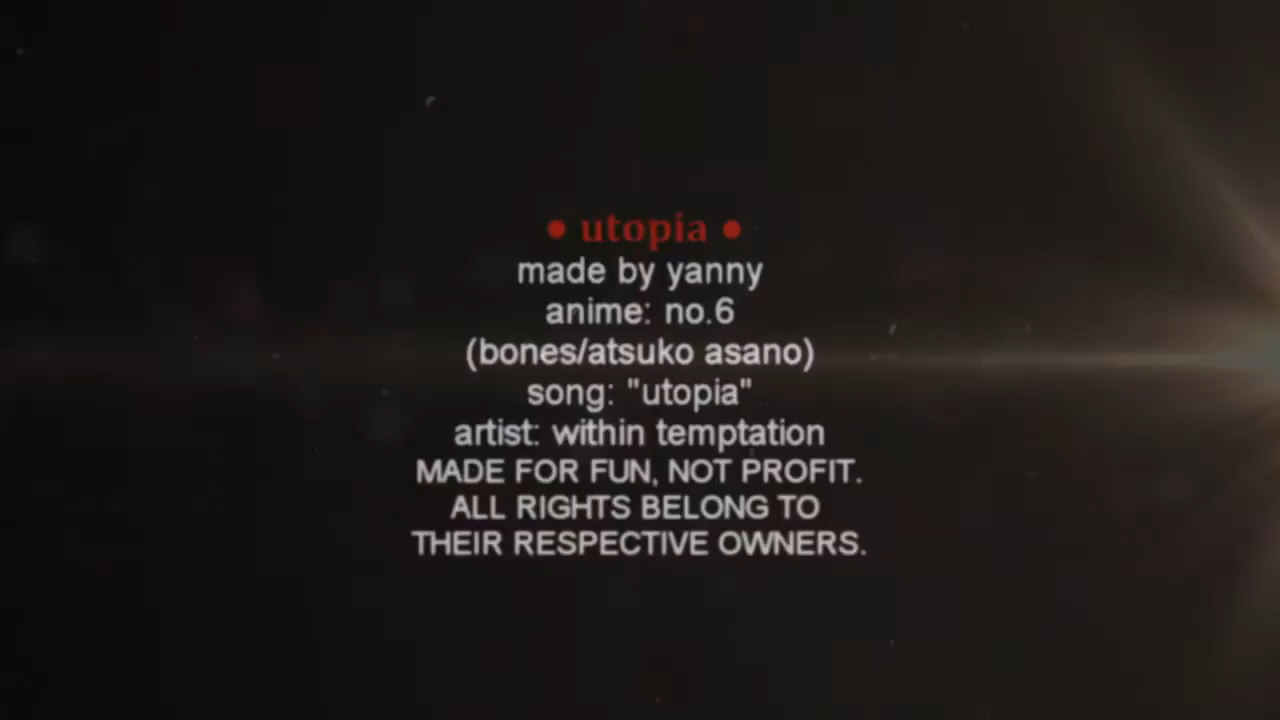 • utopia •
made by yanny
anime: no.6
(bones/atsuko asano)
song: "utopia"
artist: within temptation
MADE FOR FUN, NOT PROFIT.
ALL RIGHTS BELONG TO
THEIR RESPECTIVE OWNERS.